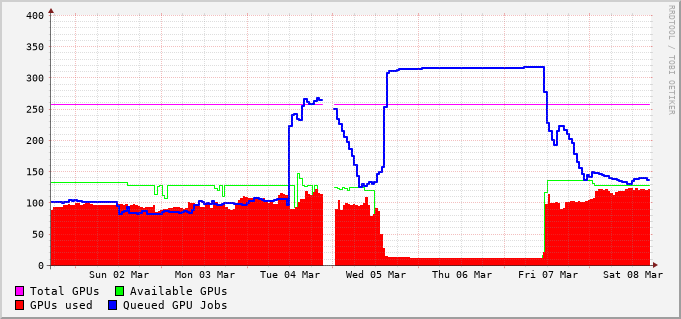 400
350
300
250
200
150
100
50
0
Sun 02 Mar Mon 03 Mar Tue 04 Mar Wed 05 Mar Thu 06 Mar Fri 07 Mar Sat 08 Mar
Total GPUs Available GPUs
GPUs used Queued GPU Jobs
RRDTOOL / TOBI OETIKER